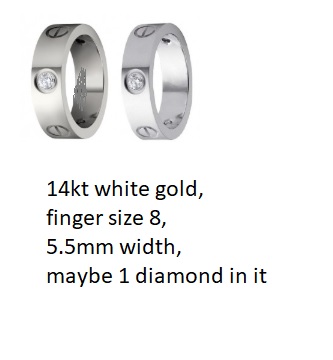 14kt white gold,
finger size 8,
5.5mm width,
maybe 1 diamond in it